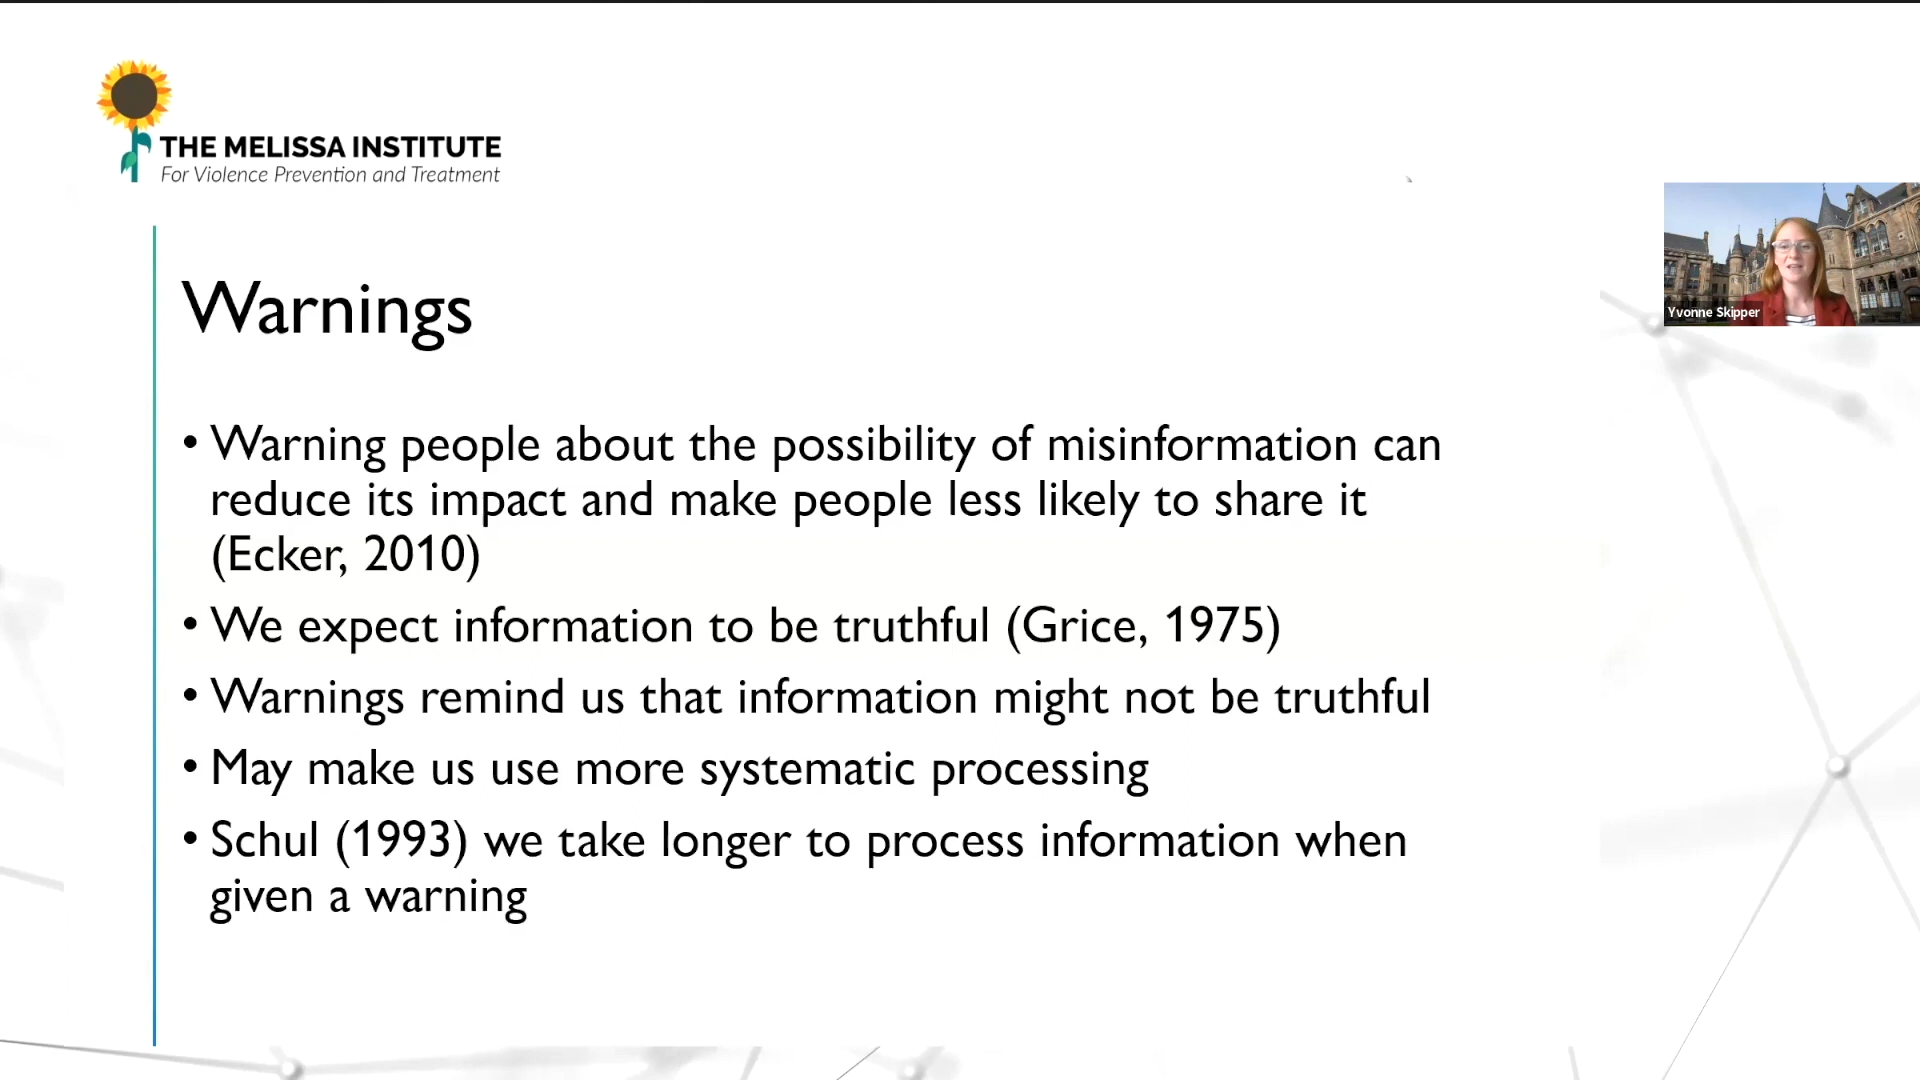 THE MELISSA INSTITUTE
For Violence Prevention and Treatment
Yvonne Skipper
Warnings
• Warning people about the possibility of misinformation can
reduce its impact and make people less likely to share it
(Ecker, 2010)
• We expect information to be truthful (Grice, 1975)
• Warnings remind us that information might not be truthful
• May make us use more systematic processing
• Schul (1993) we take longer to process information when
given a warning